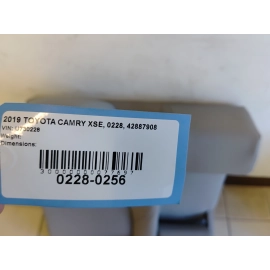 2019 TOYOTA CAMRY XSE, 0228, 42887908
Weight:
Dimensions:
0228-0256